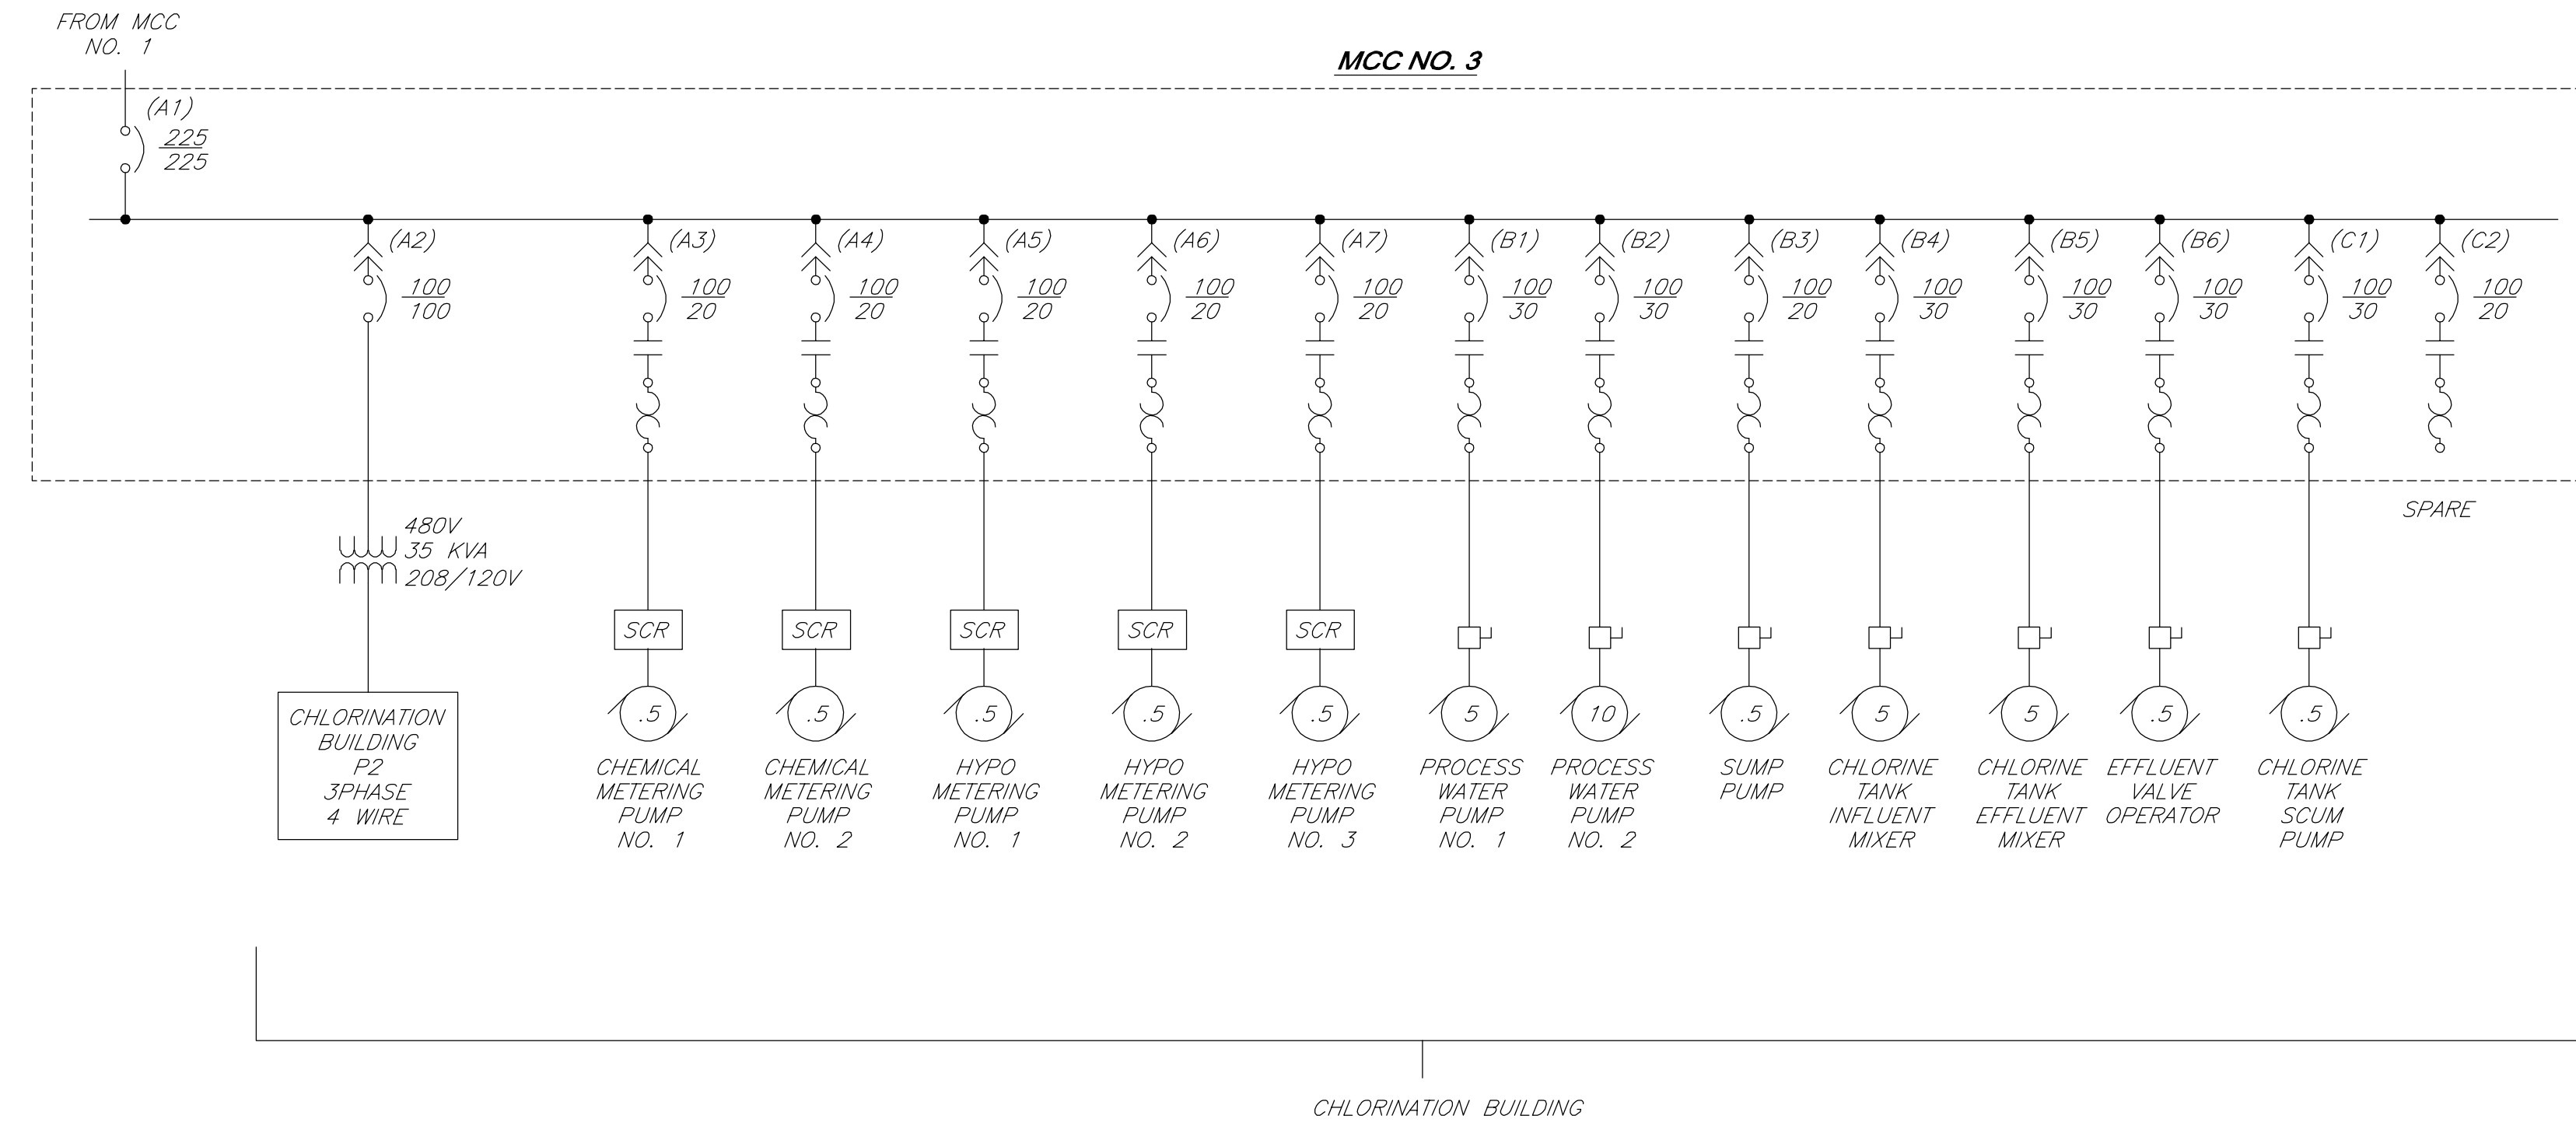 FROM MCC
NO. 1
MCC NO. 3
(A1)
225
225
(A2)
100
100
(A3)
100
20
(A4)
100
20
(A5)
100
20
(A6)
100
20
(A7)
100
20
(B1)
100
30
(B2)
100
30
(B3)
100
20
(B4)
100
30
(B5)
100
30
(B6)
100
30
(C1)
100
30
(C2)
100
20
SPARE
480V
35 KVA
208/120V
SCR
SCR
SCR
SCR
SCR
CHLORINATION
BUILDING
P2
3PHASE
4 WIRE
.5
CHEMICAL
METERING
PUMP
NO. 1
.5
CHEMICAL
METERING
PUMP
NO. 2
.5
HYPO
METERING
PUMP
NO. 1
.5
HYPO
METERING
PUMP
NO. 2
.5
HYPO
METERING
PUMP
NO. 3
5
PROCESS
WATER
PUMP
NO. 1
10
PROCESS
WATER
PUMP
NO. 2
.5
SUMP
PUMP
5
CHLORINE
TANK
INFLUENT
MIXER
5
CHLORINE
TANK
EFFLUENT
MIXER
.5
EFFLUENT
VALVE
OPERATOR
.5
CHLORINE
TANK
SCUM
PUMP
CHLORINATION BUILDING